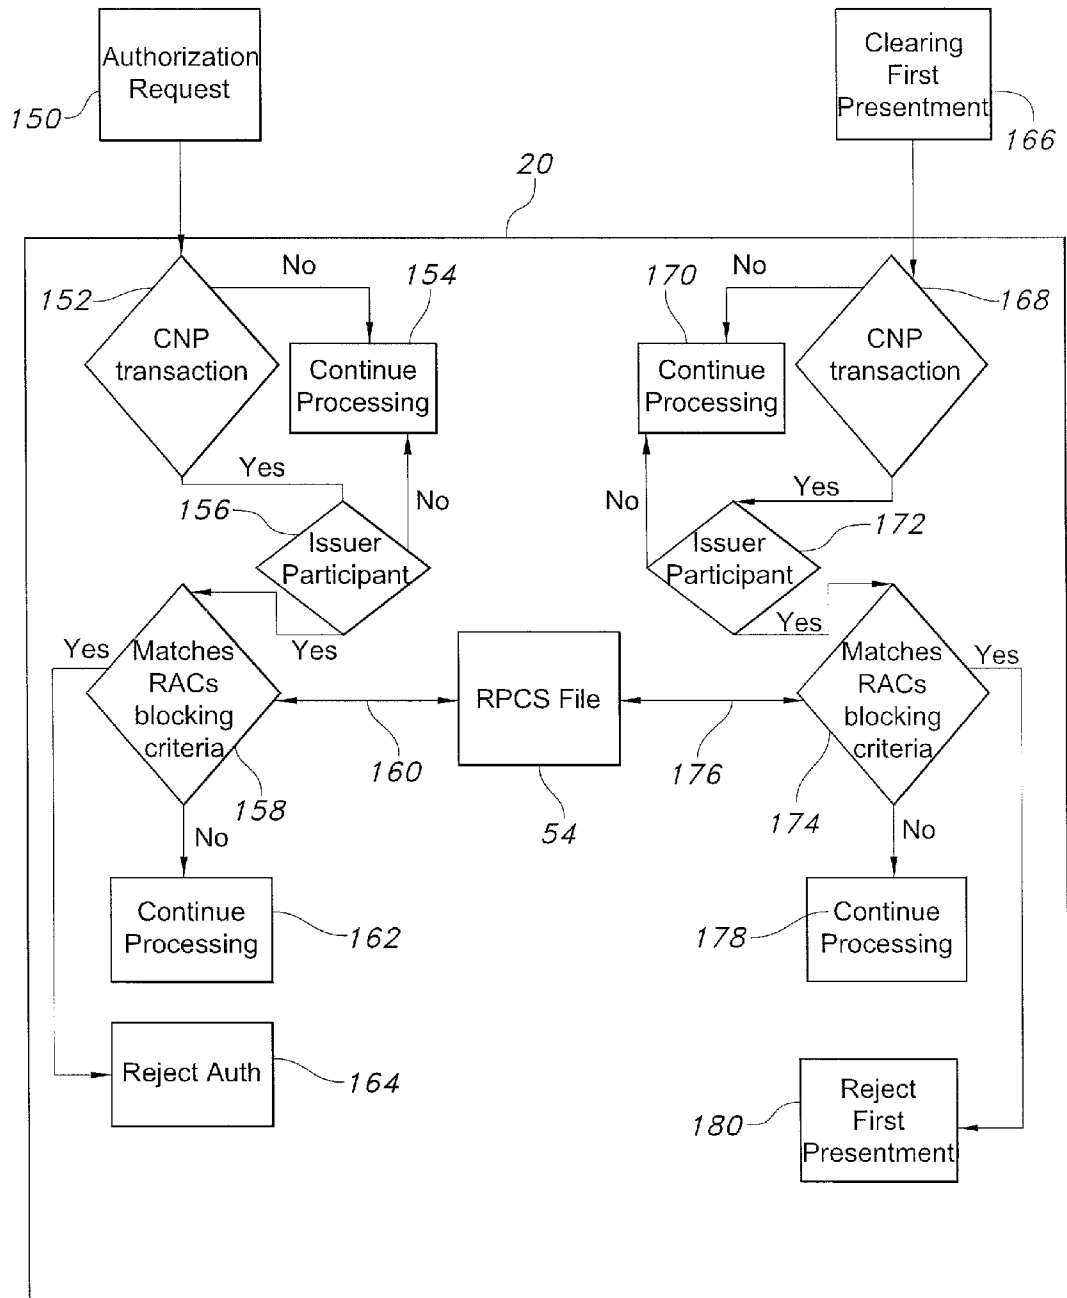 Authorization
Request
150
Clearing
First
Presentment
166
20
152
No
154
CNP
transaction
Continue
Processing
170
No
168
Continue
Processing
CNP
transaction
Yes
156
No
Issuer
Participant
Yes
No
Yes
172
Issuer
Participant
Yes
Yes
Matches
RACs
blocking
criteria
158
160
RPCS File
54
176
Matches
RACs
blocking
criteria
Yes
174
No
Continue
Processing
162
No
178
Continue
Processing
Reject Auth
164
180
Reject
First
Presentment